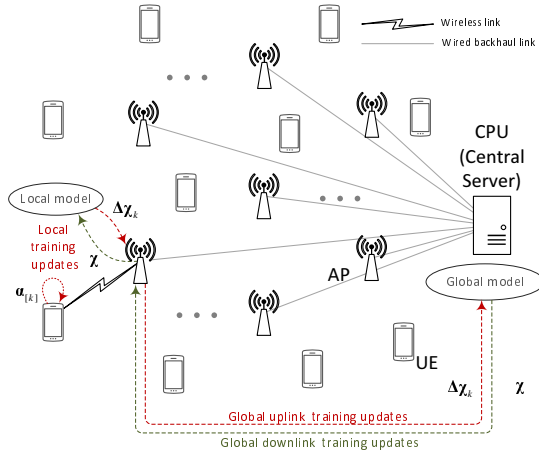 Wireless link
Wired backhaul link
CPU
(Central
Server)
Local model
Δχk
Local
training
updates
χ
α[k]
AP
Global model
UE
Δχk
χ
Global uplink training updates
Global downlink training updates